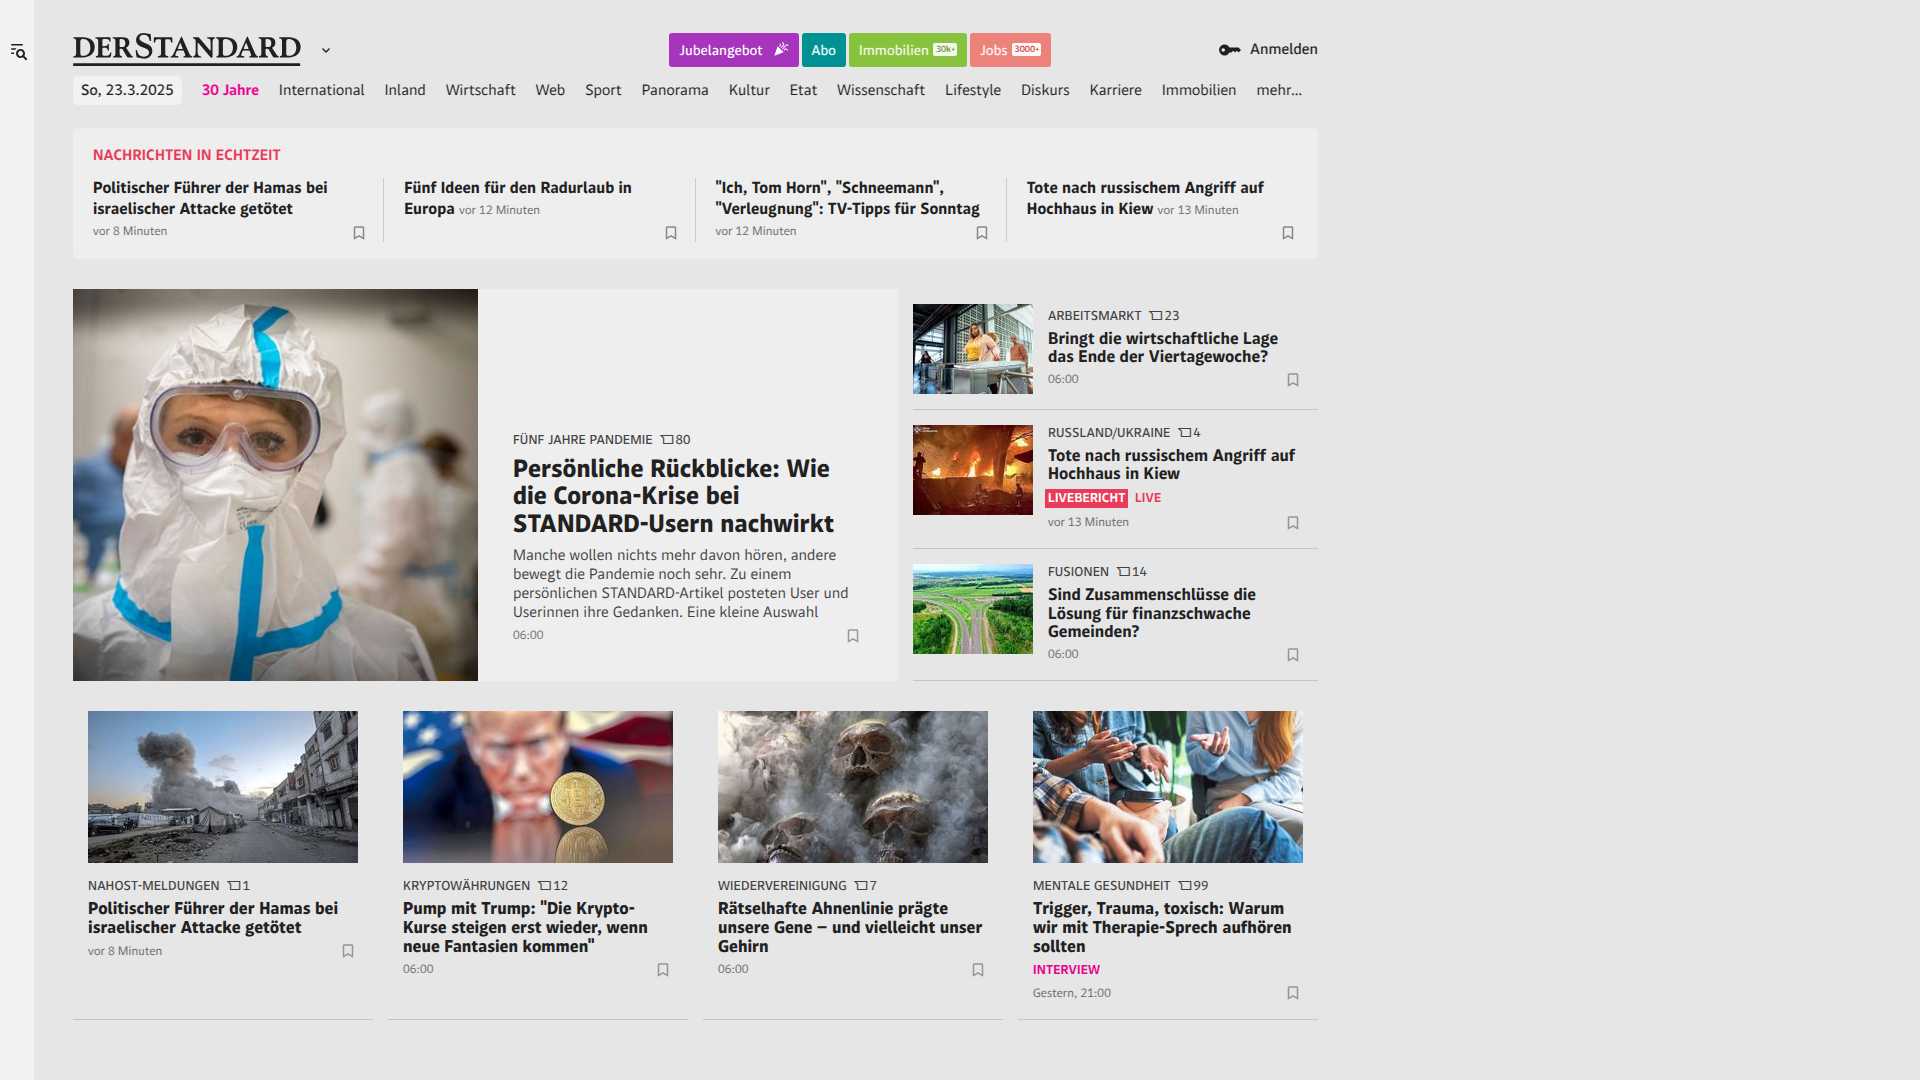 DERSTANDARD
Jubelangebot
Abo
Immobilien 30k+
Jobs 3000+
Anmelden
So, 23.3.2025
30 Jahre
International
Inland
Wirtschaft
Web
Sport
Panorama
Kultur
Etat
Wissenschaft
Lifestyle
Diskurs
Karriere
Immobilien
mehr...
NACHRICHTEN IN ECHTZEIT
Politischer Führer der Hamas bei
israelischer Attacke getötet
vor 8 Minuten
Fünf Ideen für den Radurlaub in
Europa vor 12 Minuten
"Ich, Tom Horn", "Schneemann",
"Verleugnung": TV-Tipps für Sonntag
vor 12 Minuten
Tote nach russischem Angriff auf
Hochhaus in Kiew vor 13 Minuten
FÜNF JAHRE PANDEMIE 80
Persönliche Rückblicke: Wie
die Corona-Krise bei
STANDARD-Usern nachwirkt
Manche wollen nichts mehr davon hören, andere
bewegt die Pandemie noch sehr. Zu einem
persönlichen STANDARD-Artikel posteten User und
Userinnen ihre Gedanken. Eine kleine Auswahl
06:00
ARBEITSMARKT 23
Bringt die wirtschaftliche Lage
das Ende der Viertagewoche?
06:00
RUSSLAND/UKRAINE 4
Tote nach russischem Angriff auf
Hochhaus in Kiew
LIVEBERICHT LIVE
vor 13 Minuten
FUSIONEN 14
Sind Zusammenschlüsse die
Lösung für finanzschwache
Gemeinden?
06:00
NAHOST-MELDUNGEN 1
Politischer Führer der Hamas bei
israelischer Attacke getötet
vor 8 Minuten
KRYPTOWÄHRUNGEN 12
Pump mit Trump: "Die Krypto-
Kurse steigen erst wieder, wenn
neue Fantasien kommen"
06:00
WIEDERVEREINIGUNG 7
Rätselhafte Ahnenlinie prägte
unsere Gene – und vielleicht unser
Gehirn
06:00
MENTALE GESUNDHEIT 99
Trigger, Trauma, toxisch: Warum
wir mit Therapie-Sprech aufhören
sollten
INTERVIEW
Gestern, 21:00